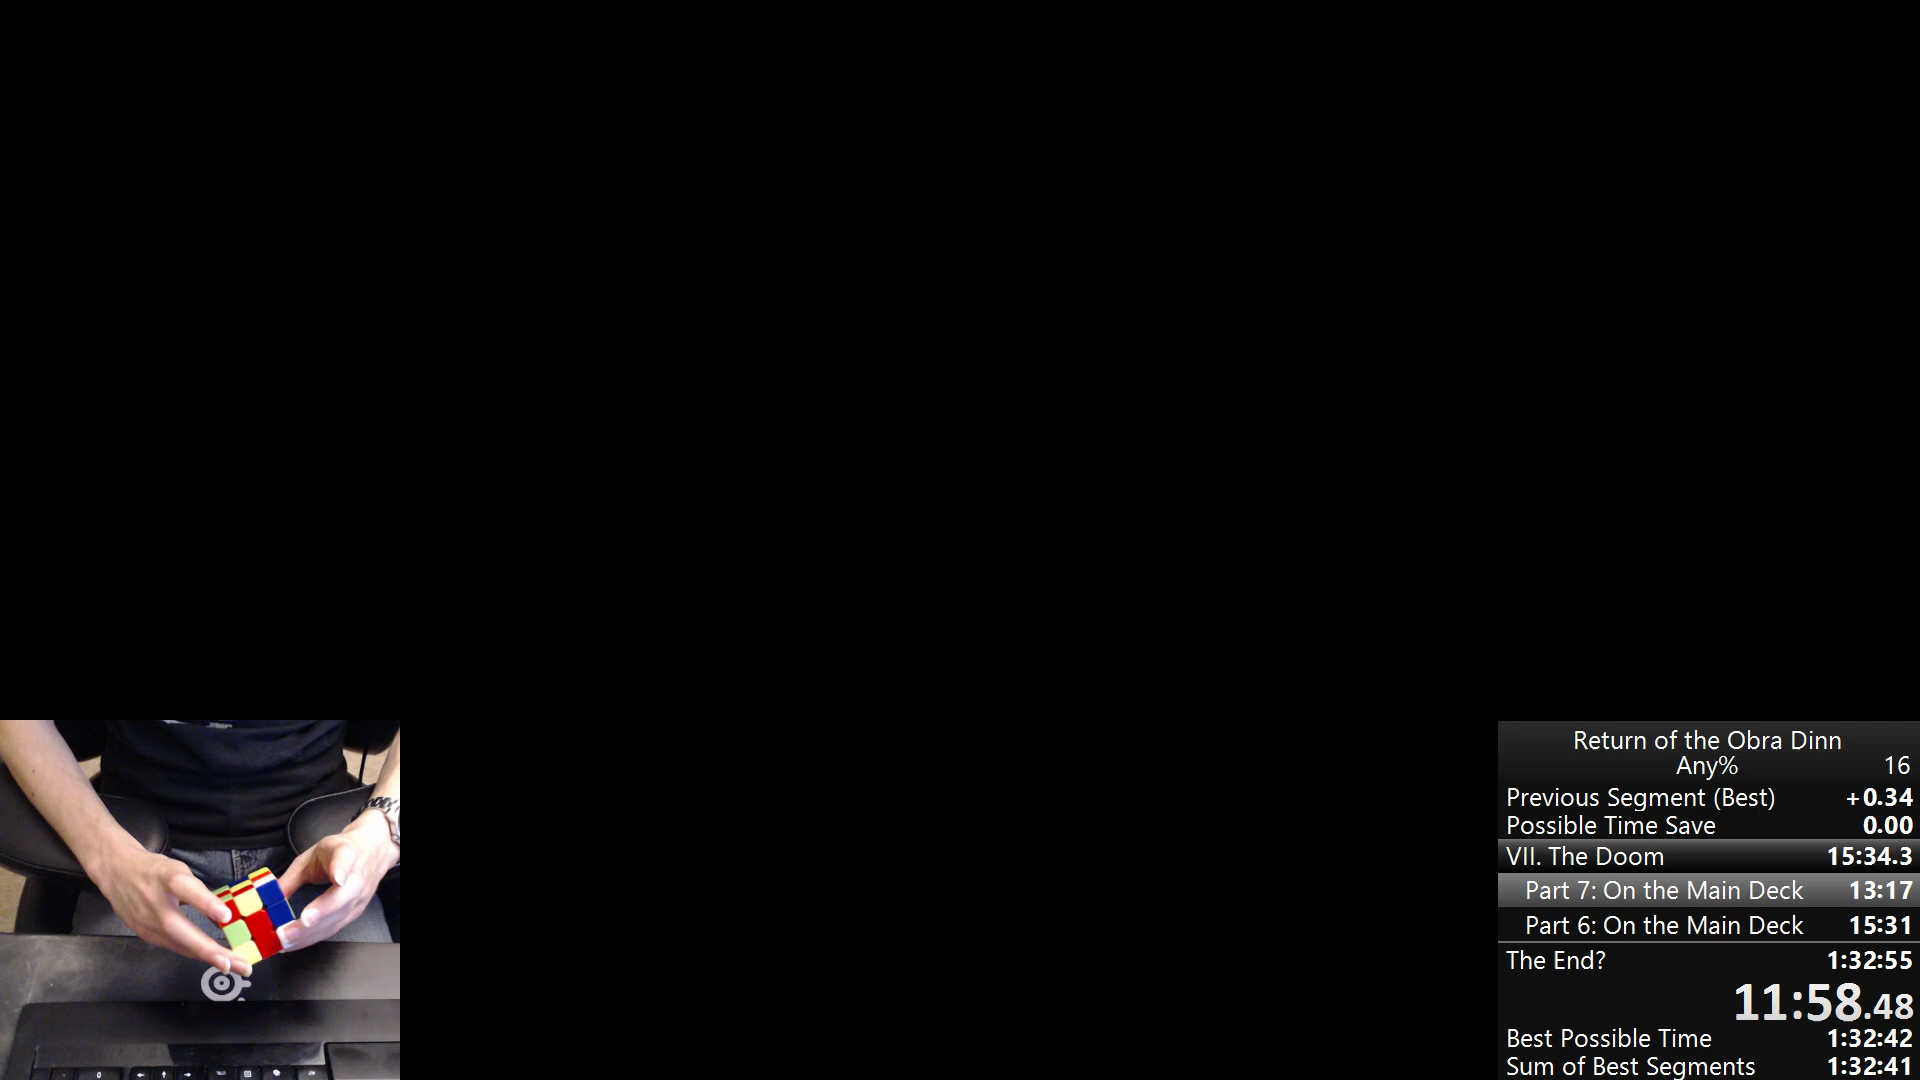 Return of the Obra Dinn
Any% 16
Previous Segment (Best) +0.34
Possible Time Save 0.00
VII. The Doom 15:34.3
Part 7: On the Main Deck 13:17
Part 6: On the Main Deck 15:31
The End? 1:32:55
11:58.48
Best Possible Time 1:32:42
Sum of Best Segments 1:32:41